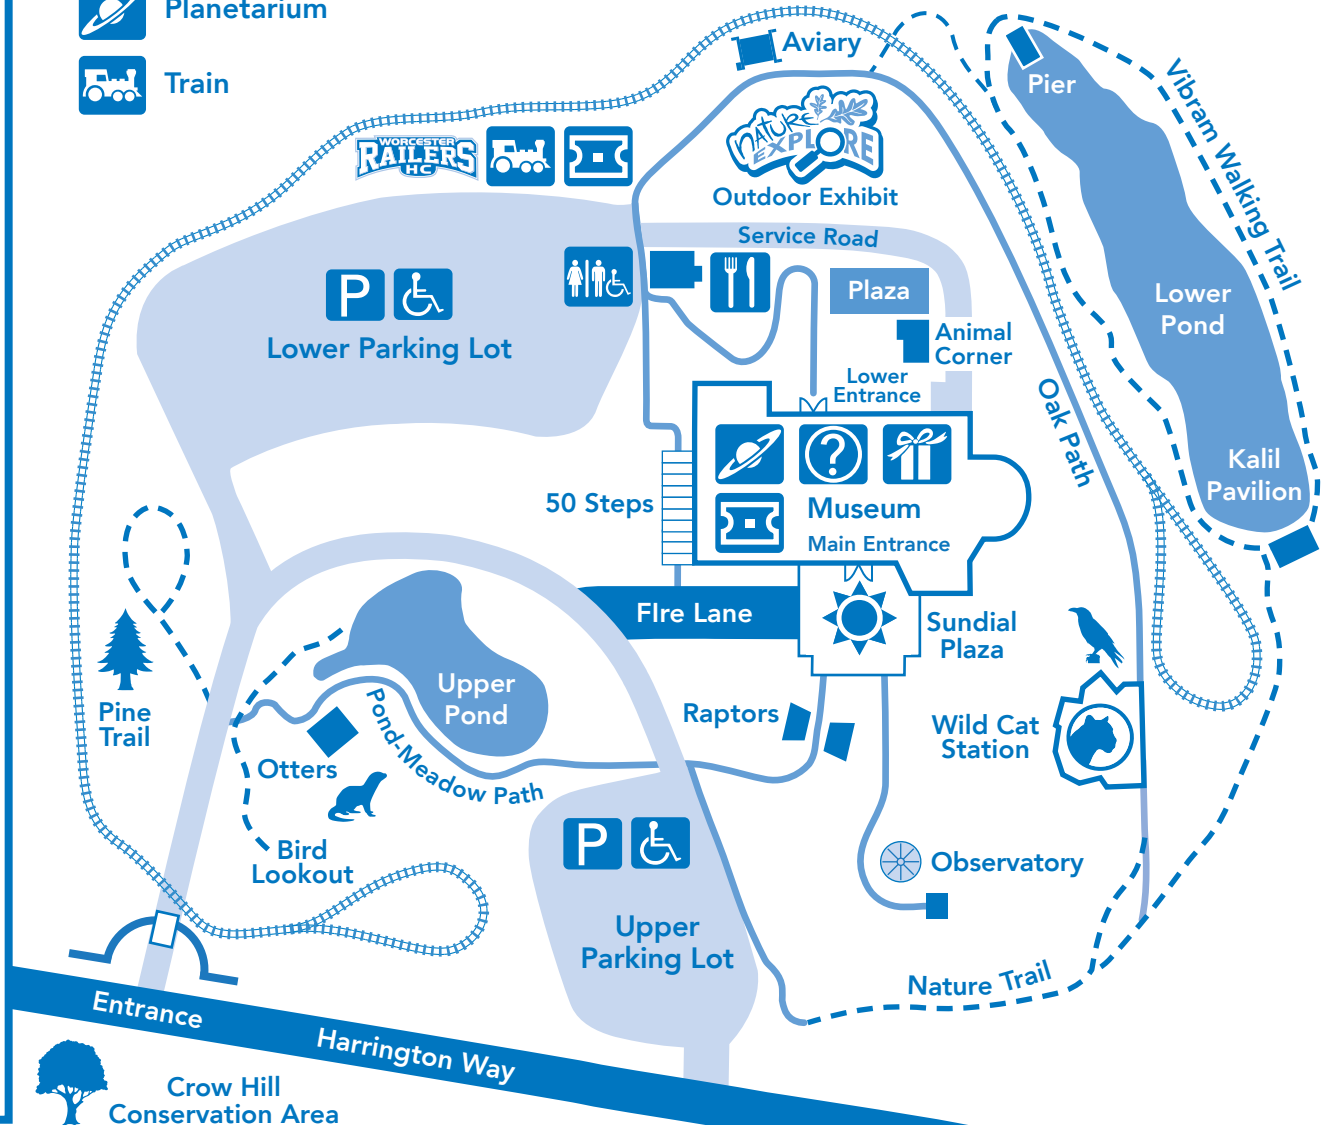 Planetarium
Train
WORCESTER
RAILERS
HC
Aviary
NATURE
EXPLORE
Outdoor Exhibit
Service Road
Pier
Vibram Walking Trail
Lower
Pond
Kalil
Pavilion
P
Lower Parking Lot
Plaza
Animal
Corner
Lower
Entrance
Oak Path
50 Steps
?
Museum
Main Entrance
FIre Lane
Sundial
Plaza
Pine
Trail
Upper
Pond
Pond-Meadow Path
Otters
Raptors
Wild Cat
Station
Bird
Lookout
P
Upper
Parking Lot
Observatory
Nature Trail
Entrance
Harrington Way
Crow Hill
Conservation Area